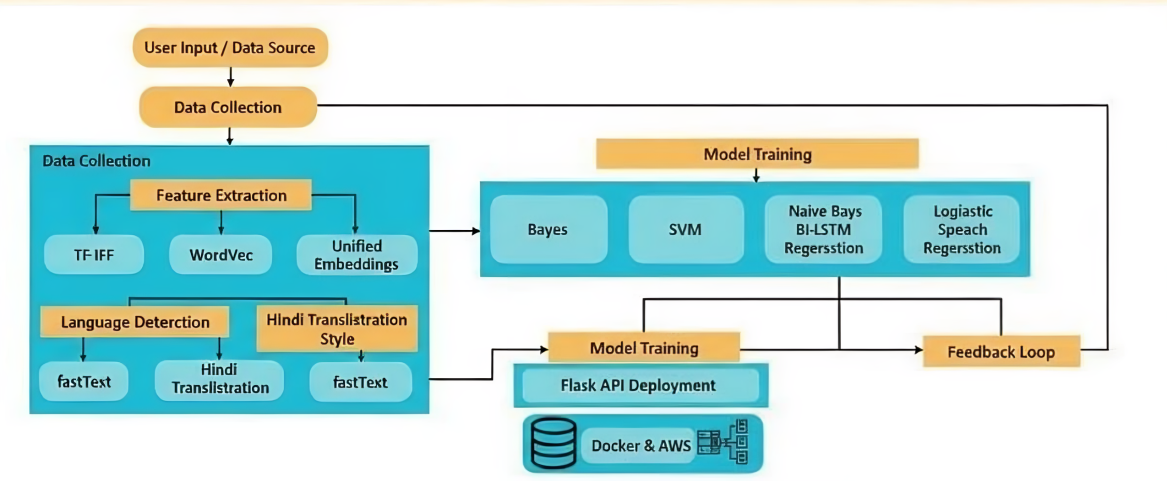 User Input / Data Source
Data Collection
Data Collection
Feature Extraction
TF-IFF
WordVec
Unified
Embeddings
Language Deterction
Hindi Translistration
Style
fastText
Hindi
Translistration
fastText
Model Training
Bayes
SVM
Naive Bays
BI-LSTM
Regersstion
Logiastic
Speach
Regersstion
Model Training
Feedback Loop
Flask API Deployment
Docker & AWS